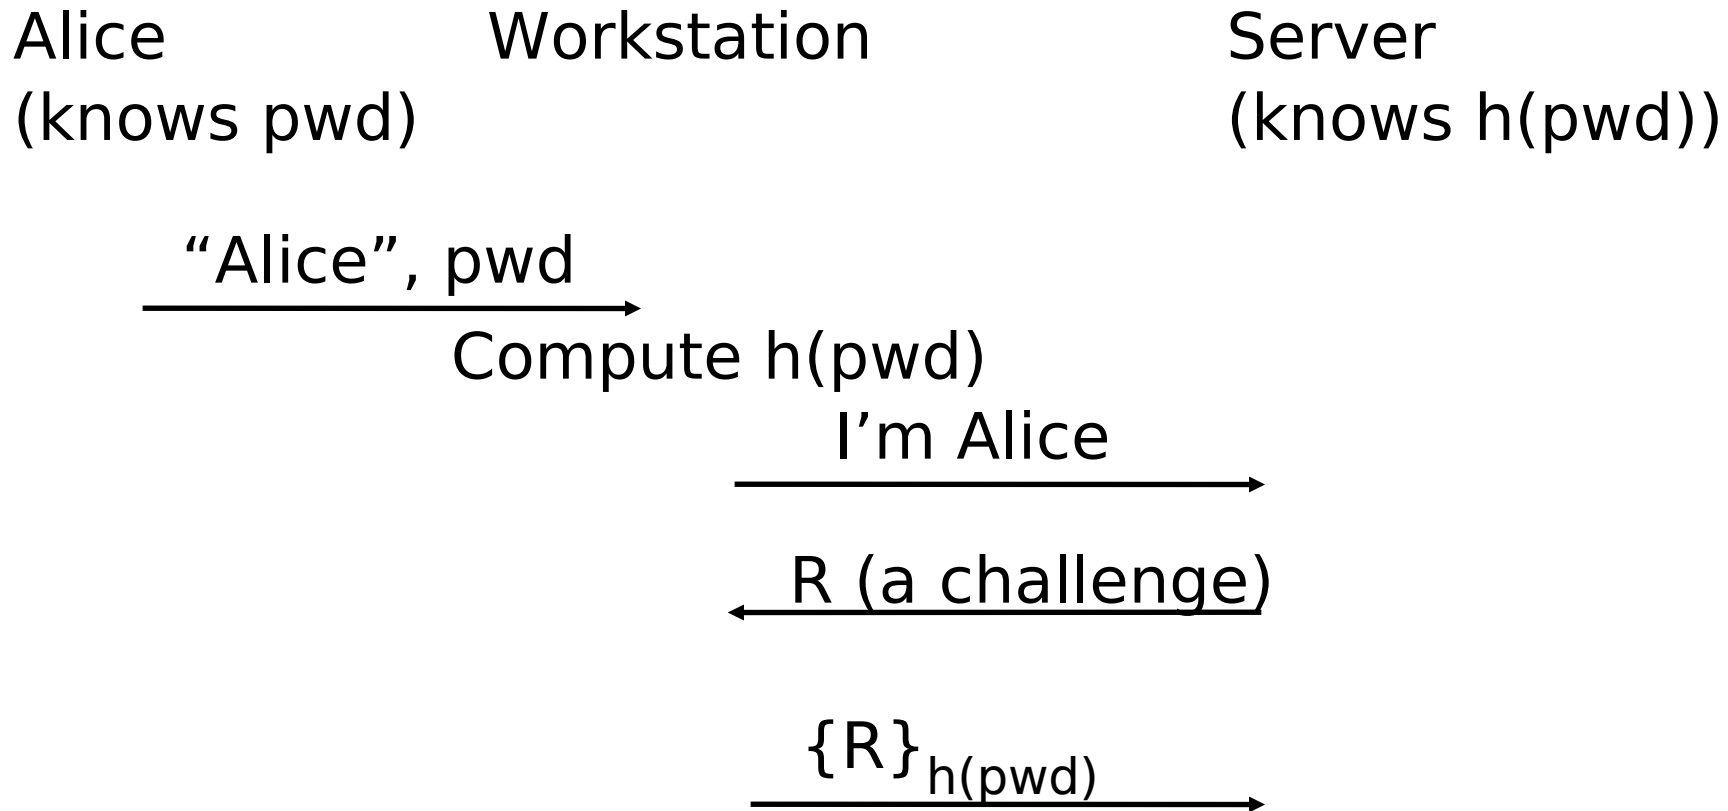 Alice Workstation Server
(knows pwd) (knows h(pwd))
“Alice”, pwd
Compute h(pwd)
I’m Alice
R (a challenge)
{R}h(pwd)